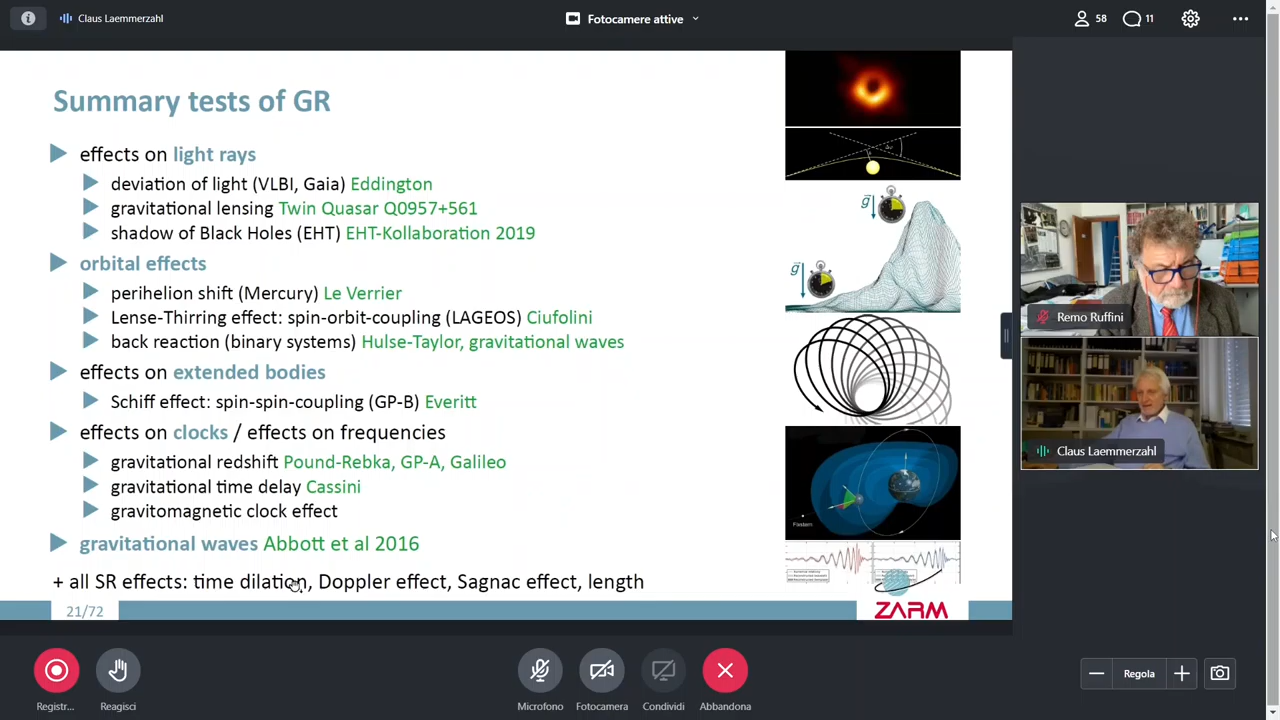 Claus Laemmerzahl
Fotocamere attive
58
11
Summary tests of GR
effects on light rays
deviation of light (VLBI, Gaia) Eddington
gravitational lensing Twin Quasar Q0957+561
shadow of Black Holes (EHT) EHT-Kollaboration 2019
orbital effects
perihelion shift (Mercury) Le Verrier
Lense-Thirring effect: spin-orbit-coupling (LAGEOS) Ciufolini
back reaction (binary systems) Hulse-Taylor, gravitational waves
effects on extended bodies
Schiff effect: spin-spin-coupling (GP-B) Everitt
effects on clocks / effects on frequencies
gravitational redshift Pound-Rebka, GP-A, Galileo
gravitational time delay Cassini
gravitomagnetic clock effect
gravitational waves Abbott et al 2016
+ all SR effects: time dilation, Doppler effect, Sagnac effect, length
21/72
g
g
Fixstern
ZARM
Remo Ruffini
Claus Laemmerzahl
Registr...
Reagisci
Microfono
Fotocamera
Condividi
Abbandona
Regola